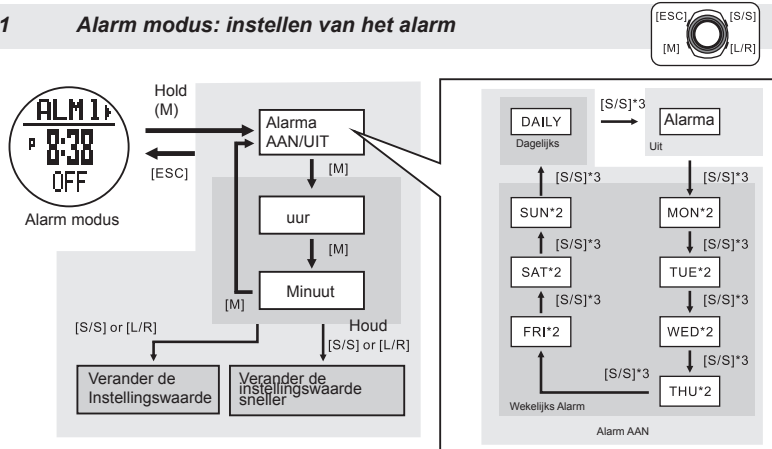 1 Alarm modus: instellen van het alarm
[ESC] [S/S]
[M] [L/R]
ALM 1
P 8:38
OFF
Alarm modus
Hold
(M)
[ESC]
Alarma
AAN/UIT
[M]
uur
[M]
Minuut
[M]
[S/S] or [L/R]
Houd
[S/S] or [L/R]
Verander de
Instellingswaarde
Verander de
instellingswaarde
sneller
DAILY
Dagelijks
[S/S]*3
Alarma
Uit
[S/S]*3
[S/S]*3
SUN*2
MON*2
[S/S]*3
[S/S]*3
SAT*2
TUE*2
[S/S]*3
[S/S]*3
FRI*2
WED*2
[S/S]*3
[S/S]*3
THU*2
Wekelijks Alarm
Alarm AAN